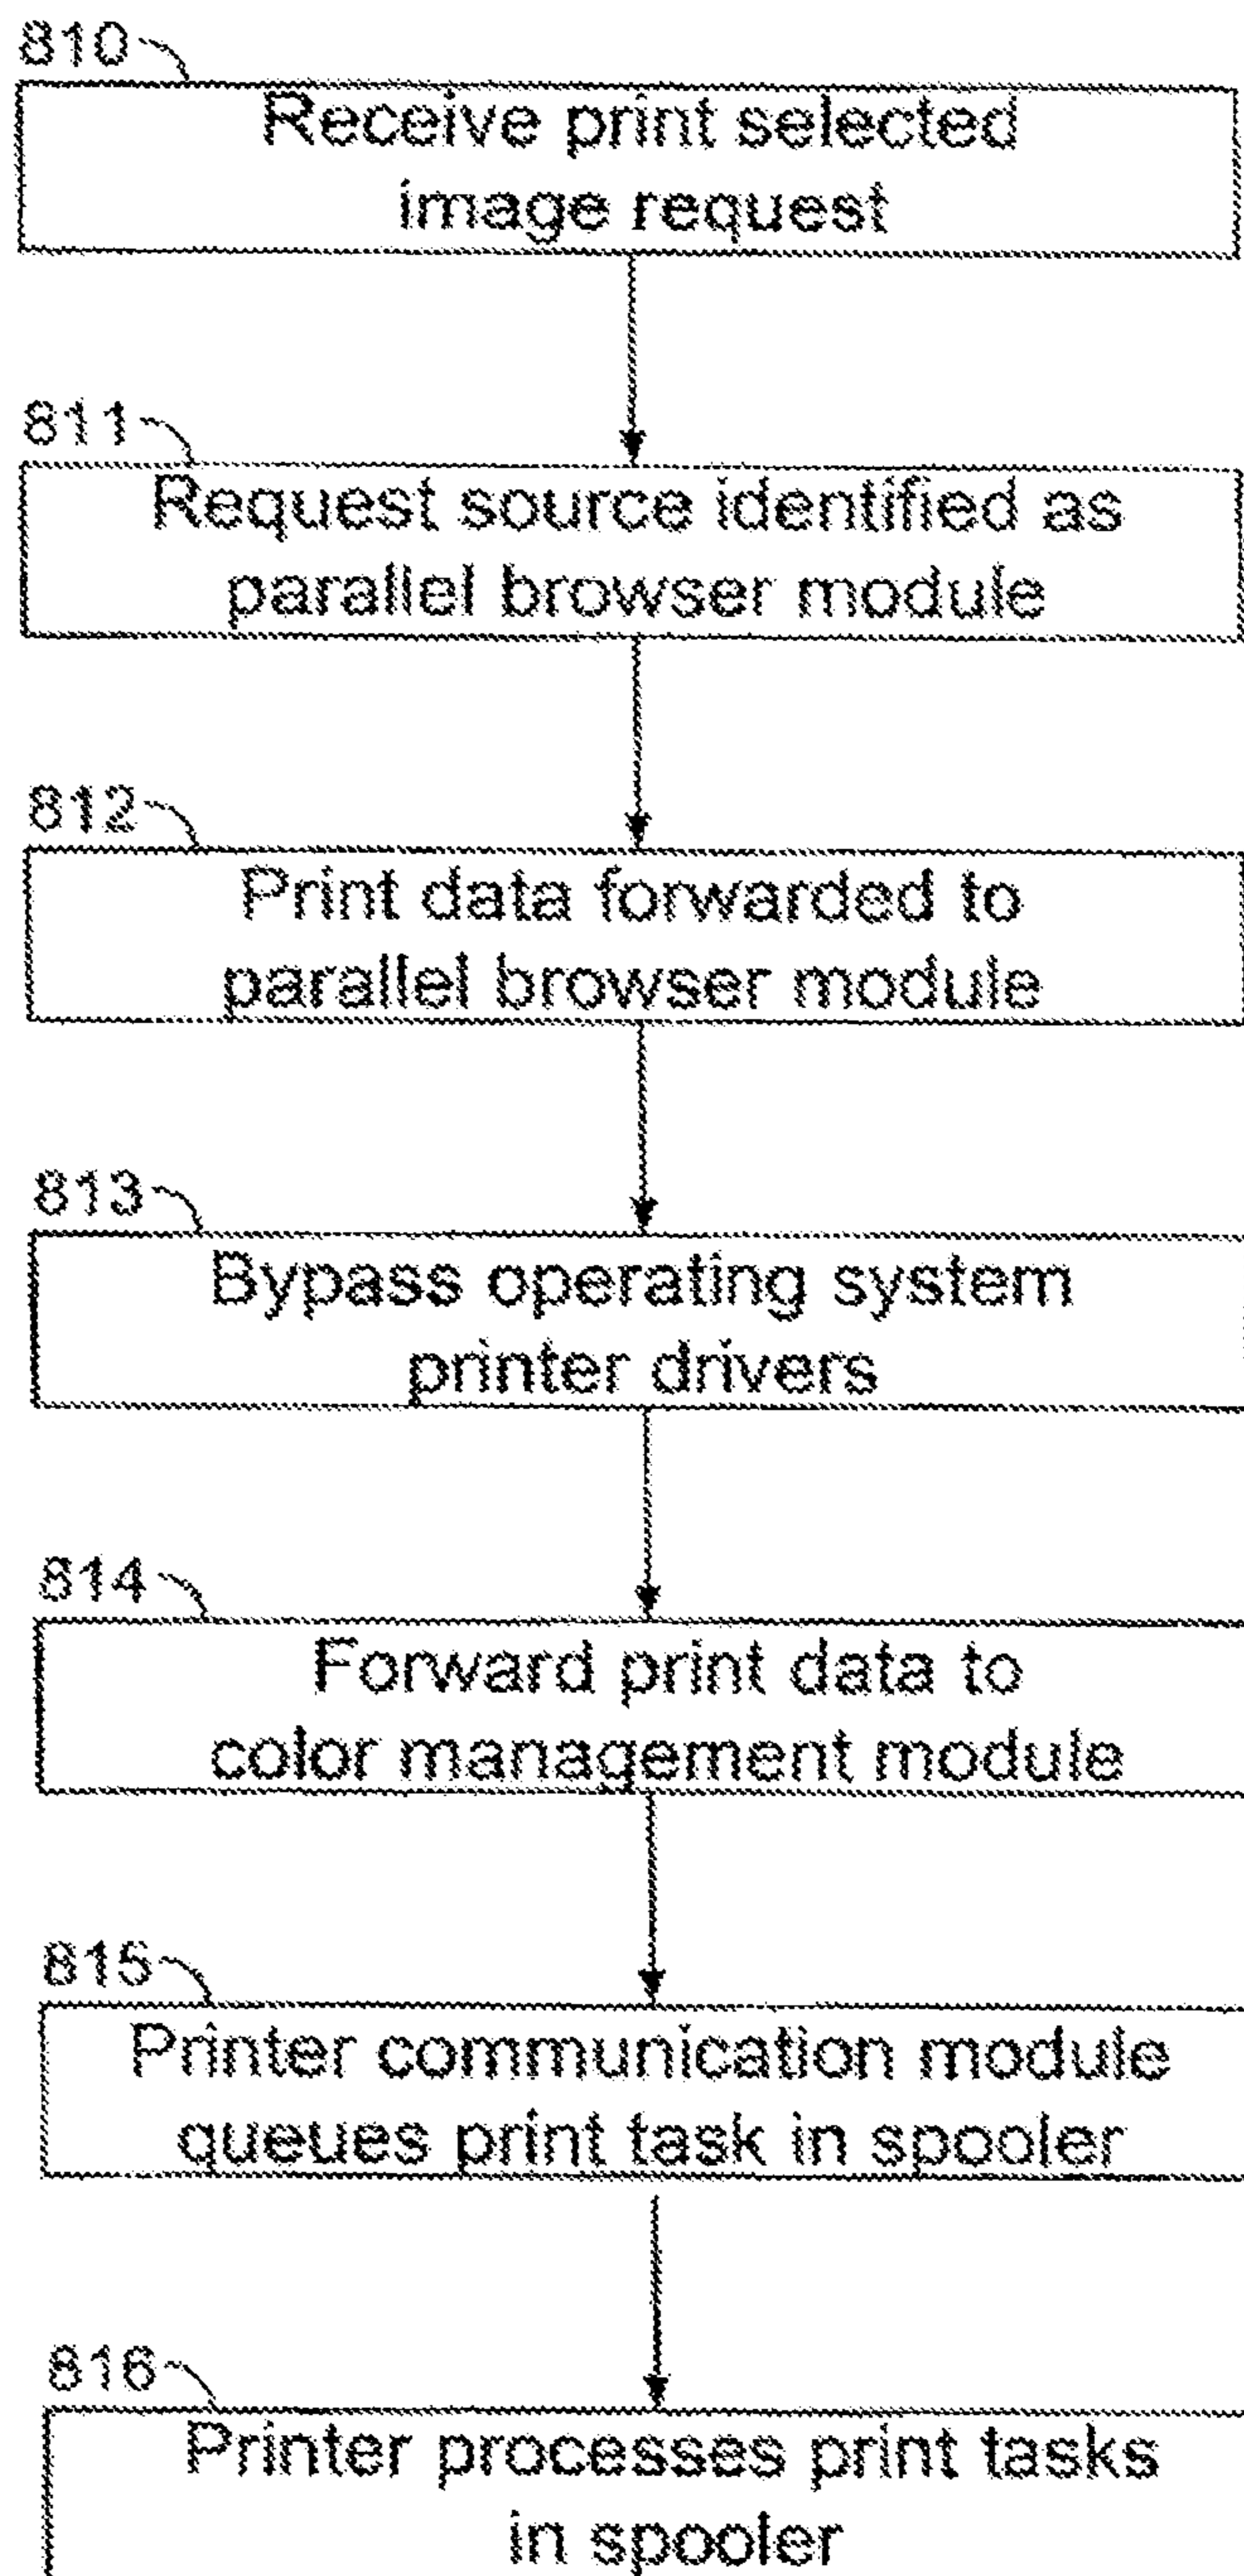 810
Receive print selected
image request
811
Request source identified as
parallel browser module
812
Print data forwarded to
parallel browser module
813
Bypass operating system
printer drivers
814
Forward print data to
color management module
815
Printer communication module
queues print task in spooler
816
Printer processes print tasks
in spooler